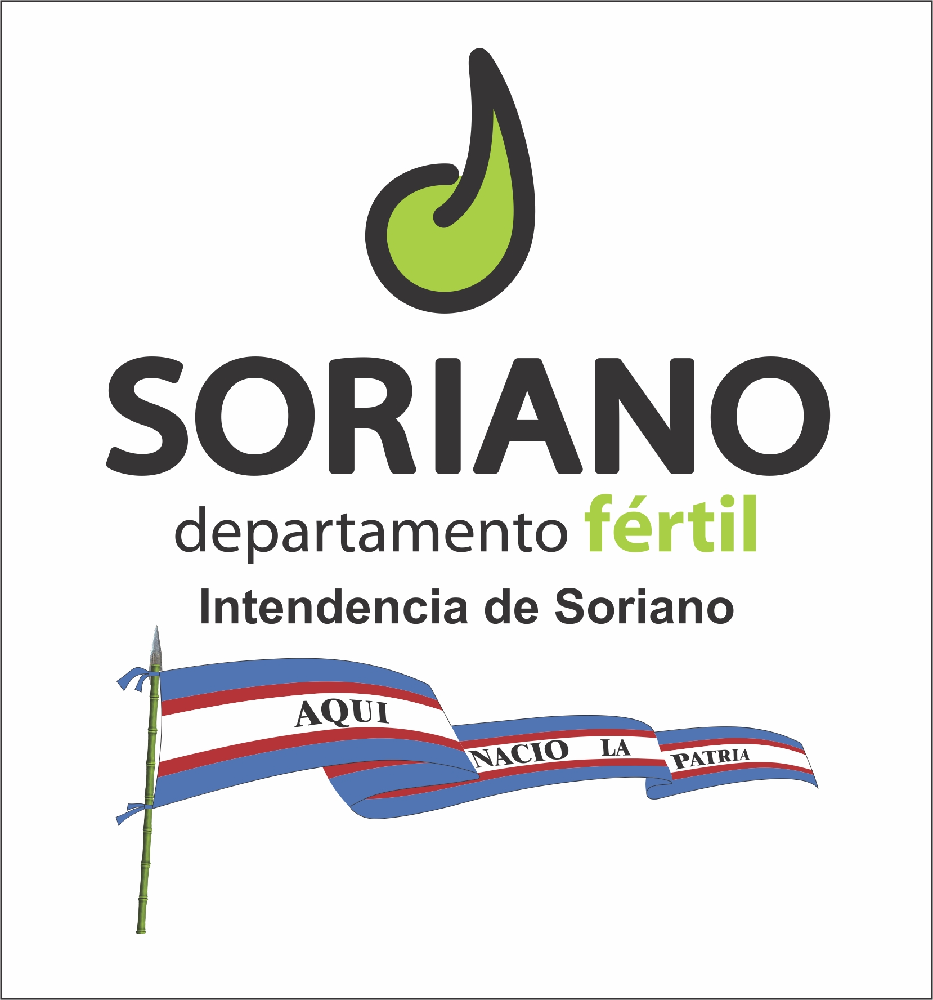 SORIANO
departamento fértil
Intendencia de Soriano
AQUI NACIO LA PATRIA